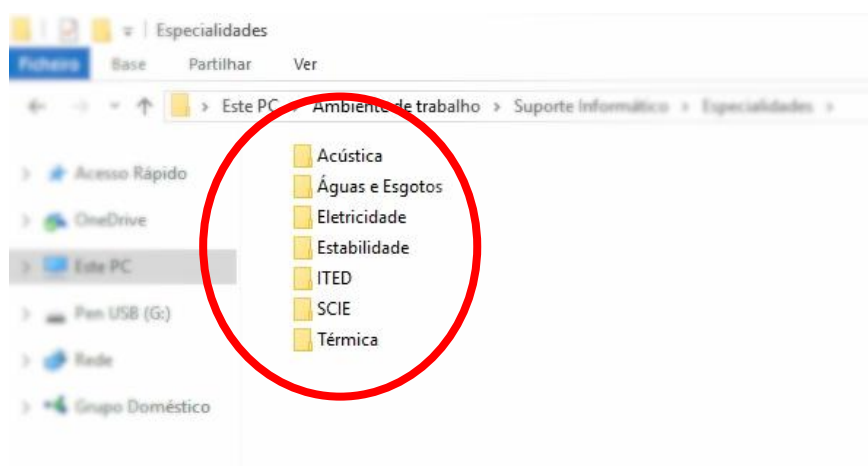 Especialidades
Ficheiro Base Partilhar Ver
Este PC > Ambiente de trabalho > Suporte Informático > Especialidades >
Acústica
Acesso Rápido
Águas e Esgotos
OneDrive
Eletricidade
Estabilidade
Este PC
ITED
Pen USB (G:)
SCIE
Térmica
Rede
Grupo Doméstico